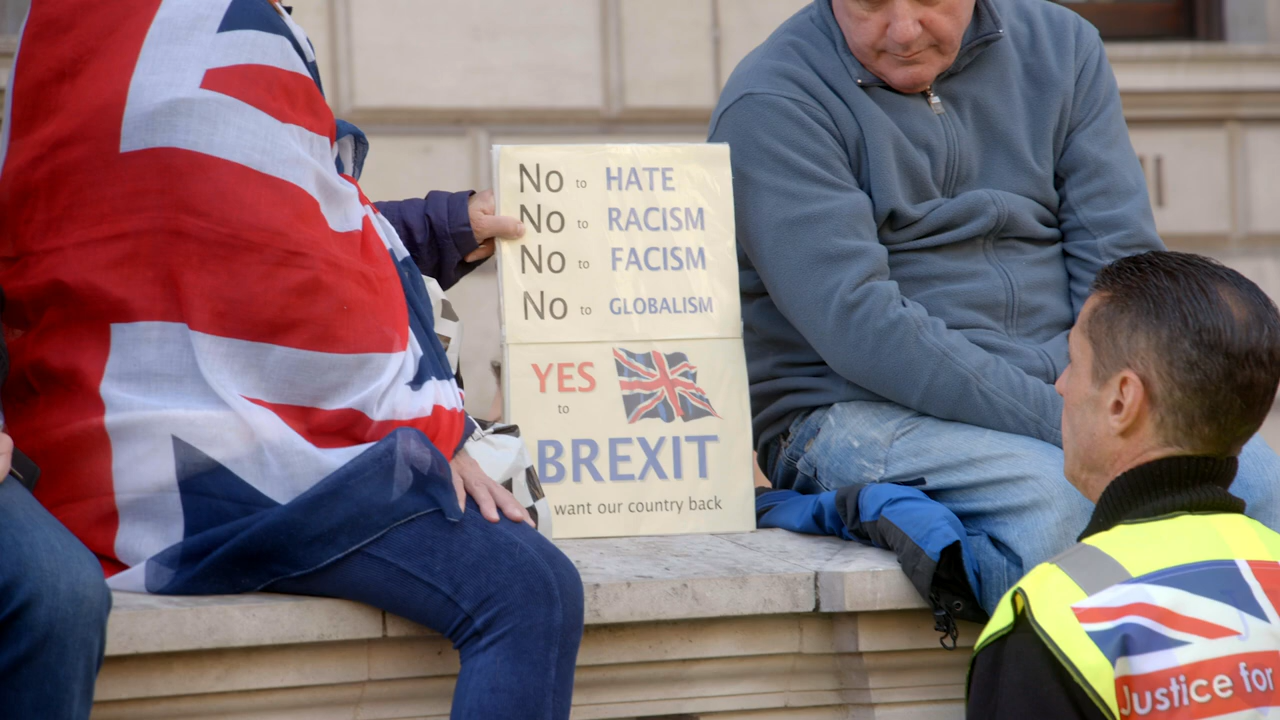 No to HATE
No to RACISM
No to FACISM
No to GLOBALISM
YES
to
BREXIT
want our country back
Justice for